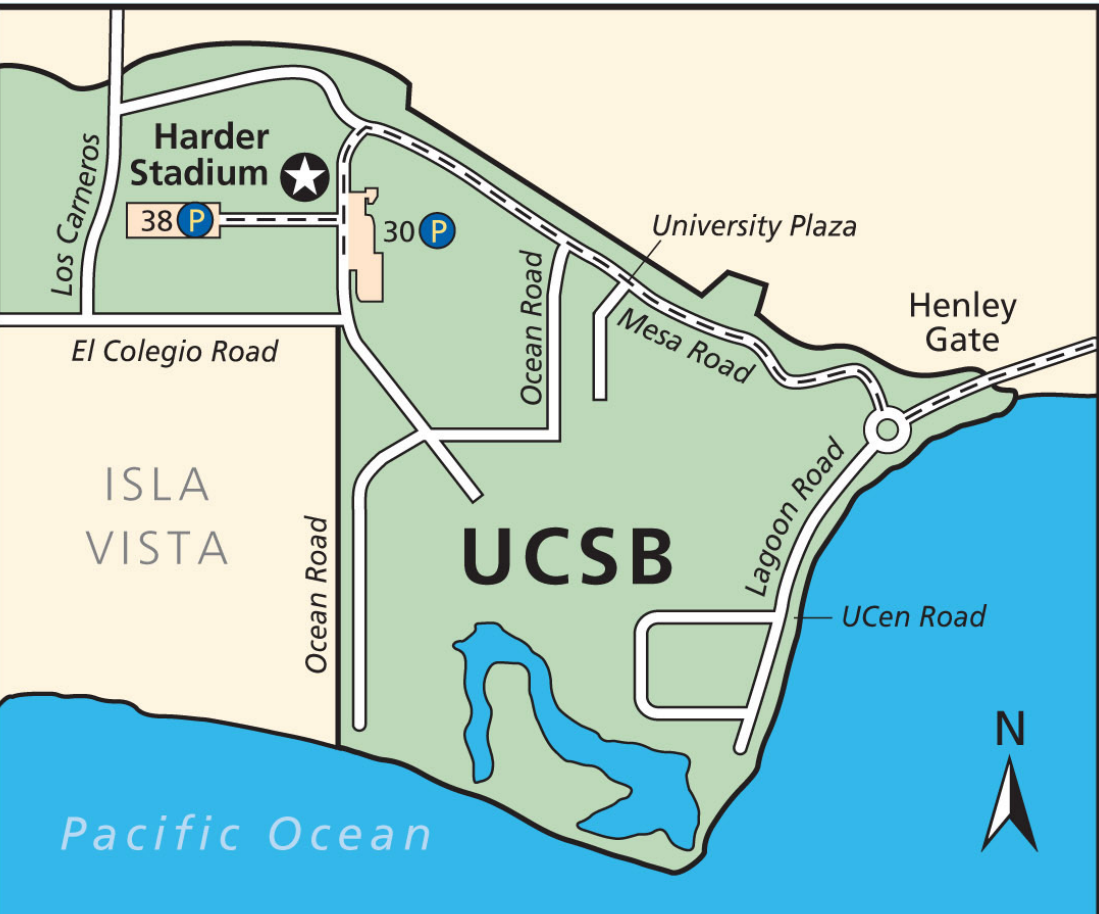 Harder
Stadium
Los Carneros
38 P
30 P
University Plaza
Ocean Road
Henley
Gate
Mesa Road
El Colegio Road
ISLA
VISTA
Lagoon Road
UCSB
Ocean Road
UCen Road
N
Pacific Ocean